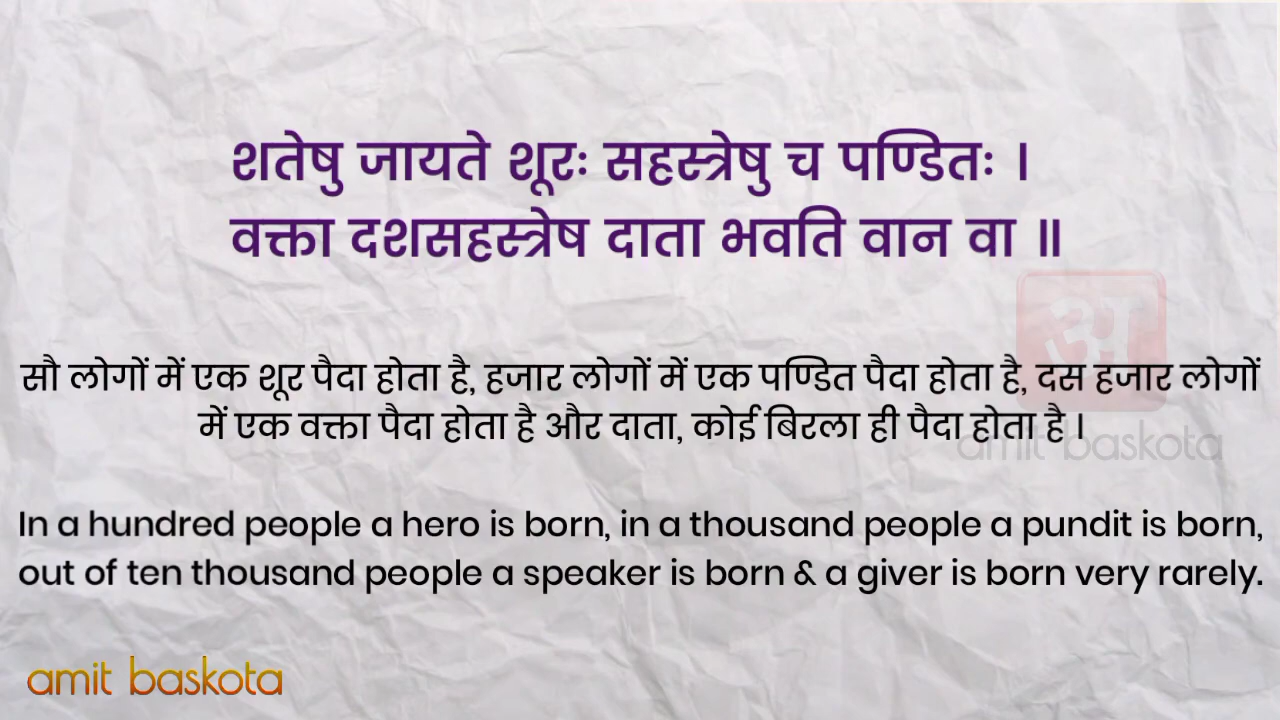 शतेषु जायते शूरः सहस्त्रेषु च पण्डितः ।
वक्ता दशसहस्त्रेष दाता भवति वान वा ॥
अ
सौ लोगों में एक शूर पैदा होता है, हजार लोगों में एक पण्डित पैदा होता है, दस हजार लोगों
में एक वक्ता पैदा होता है और दाता, कोई बिरला ही पैदा होता है ।
amit baskota
In a hundred people a hero is born, in a thousand people a pundit is born,
out of ten thousand people a speaker is born & a giver is born very rarely.
amit baskota